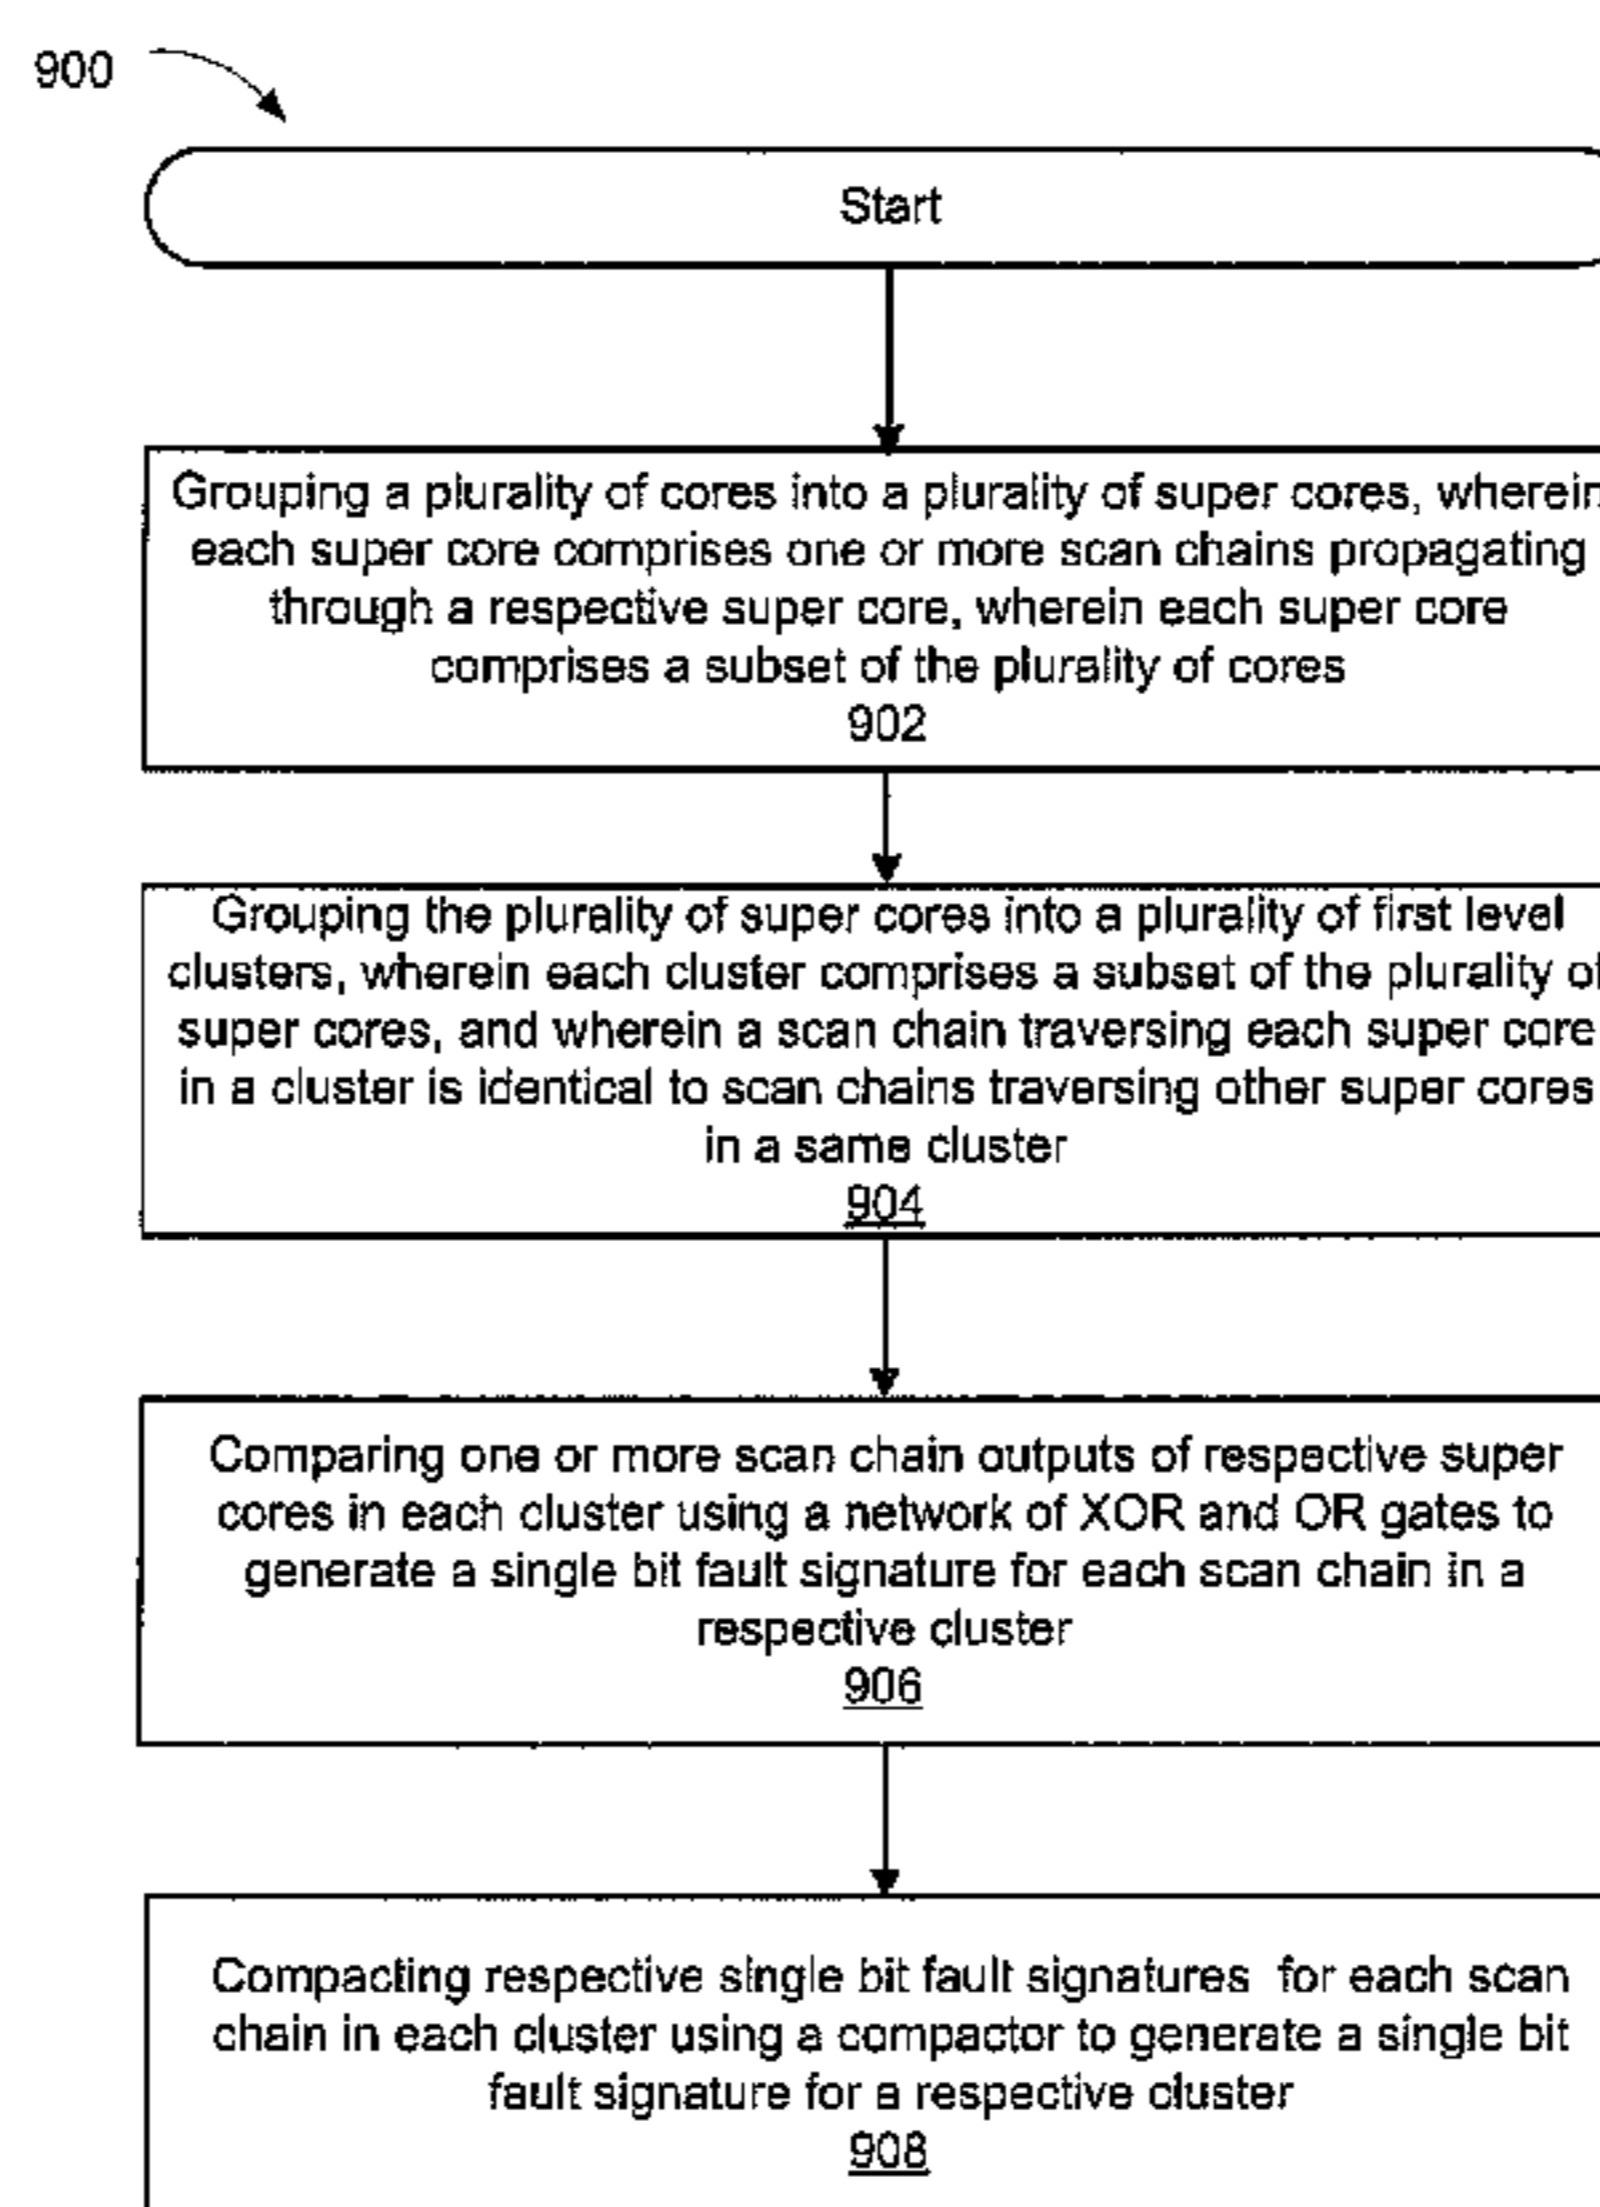 900
Start
Grouping a plurality of cores into a plurality of super cores, wherein
each super core comprises one or more scan chains propagating
through a respective super core, wherein each super core
comprises a subset of the plurality of cores
902
Grouping the plurality of super cores into a plurality of first level
clusters, wherein each cluster comprises a subset of the plurality of
super cores, and wherein a scan chain traversing each super core
in a cluster is identical to scan chains traversing other super cores
in a same cluster
904
Comparing one or more scan chain outputs of respective super
cores in each cluster using a network of XOR and OR gates to
generate a single bit fault signature for each scan chain in a
respective cluster
906
Compacting respective single bit fault signatures for each scan
chain in each cluster using a compactor to generate a single bit
fault signature for a respective cluster
908